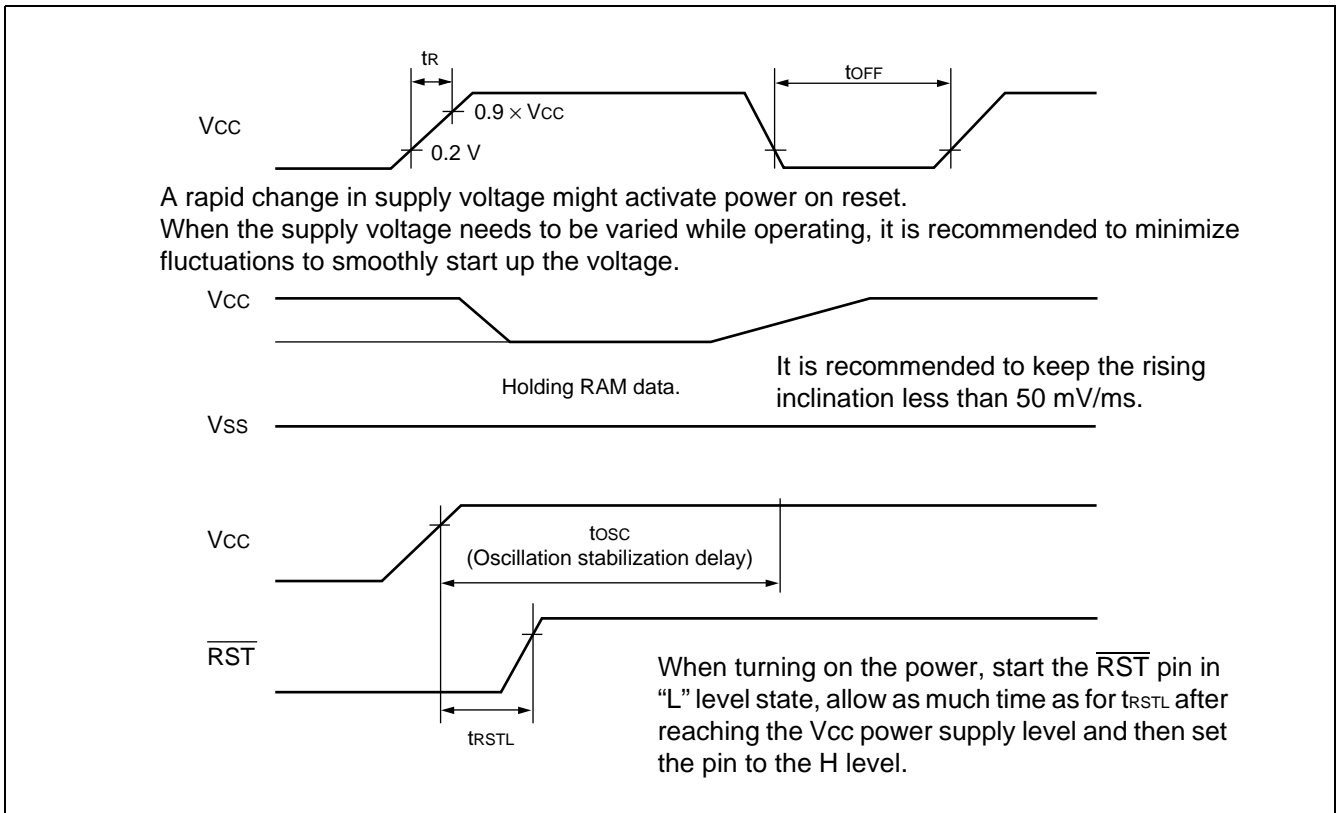 tR
tOFF
VCC
0.9 × VCC
0.2 V
A rapid change in supply voltage might activate power on reset.
When the supply voltage needs to be varied while operating, it is recommended to minimize
fluctuations to smoothly start up the voltage.
VCC
It is recommended to keep the rising
inclination less than 50 mV/ms.
Holding RAM data.
VSS
VCC
tOSC
(Oscillation stabilization delay)
RST
When turning on the power, start the RST pin in
“L” level state, allow as much time as for tRSTL after
reaching the Vcc power supply level and then set
the pin to the H level.
tRSTL